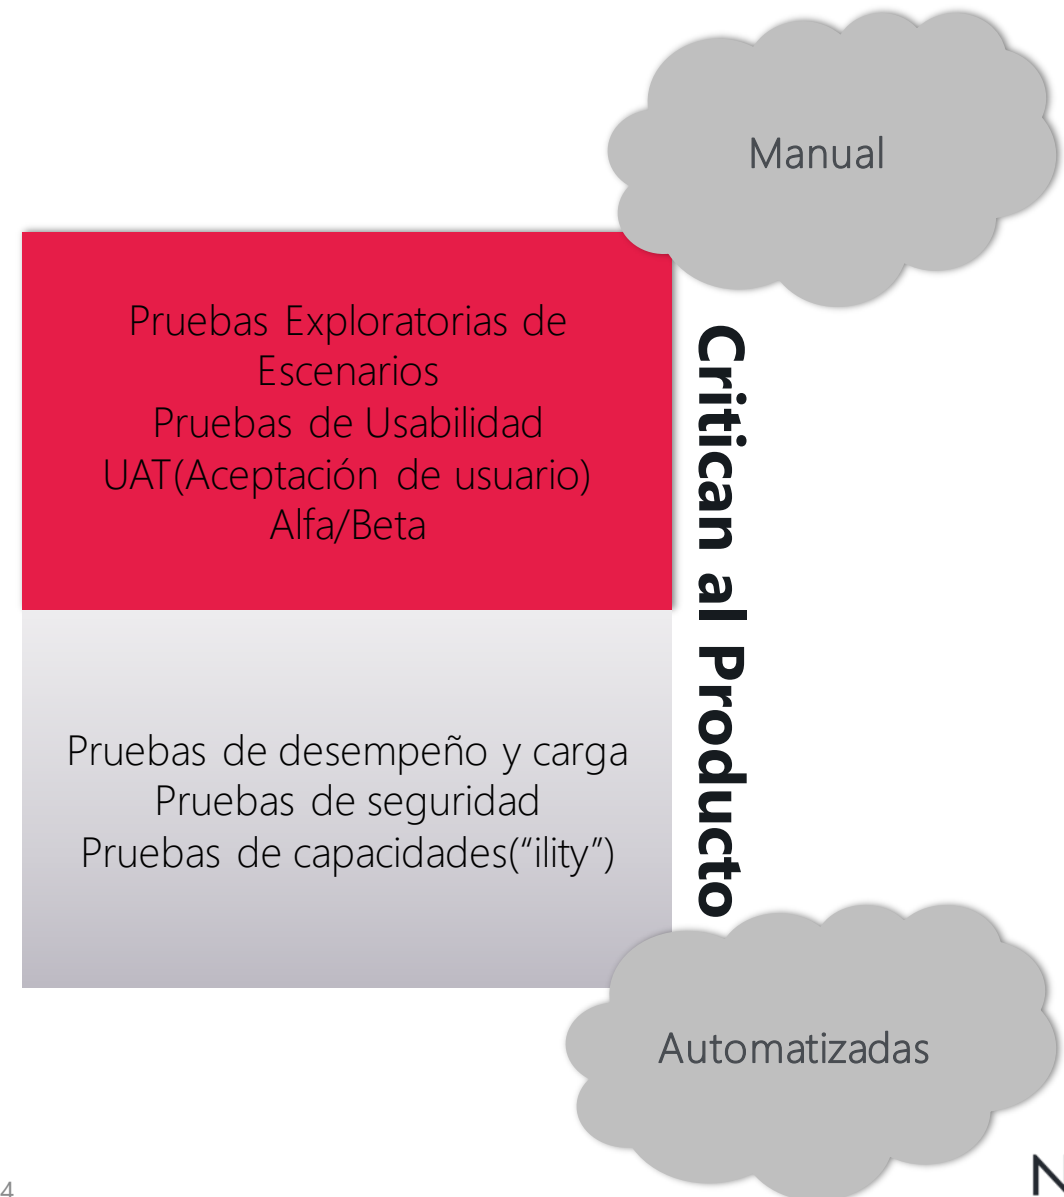 Manual
Pruebas Exploratorias de
Escenarios
Pruebas de Usabilidad
UAT(Aceptación de usuario)
Alfa/Beta
Critican al Producto
Pruebas de desempeño y carga
Pruebas de seguridad
Pruebas de capacidades(“ility”)
Automatizadas
4
N